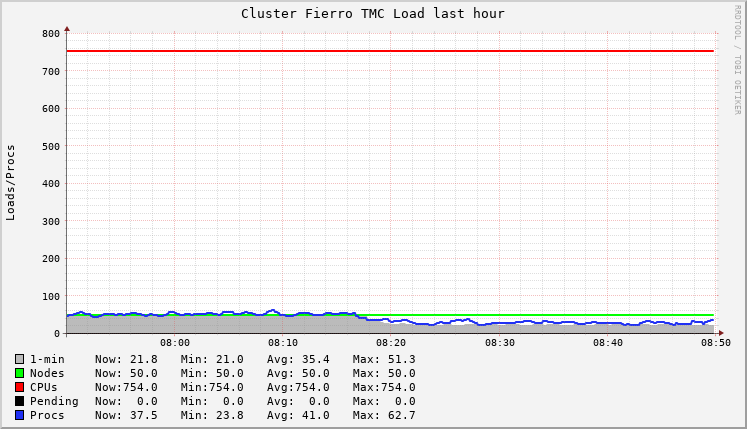 Cluster Fierro TMC Load last hour
RRDTOOL / TOBI OETIKER
Loads/Procs
800
700
600
500
400
300
200
100
0
08:00 08:10 08:20 08:30 08:40 08:50
1-min Now: 21.8 Min: 21.0 Avg: 35.4 Max: 51.3
Nodes Now: 50.0 Min: 50.0 Avg: 50.0 Max: 50.0
CPUs Now:754.0 Min:754.0 Avg:754.0 Max:754.0
Pending Now: 0.0 Min: 0.0 Avg: 0.0 Max: 0.0
Procs Now: 37.5 Min: 23.8 Avg: 41.0 Max: 62.7